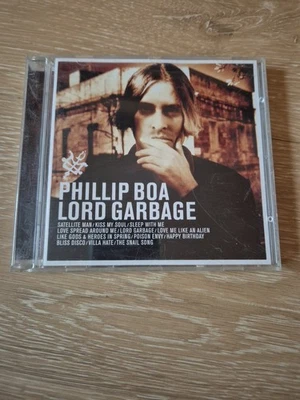 PHILLIP BOA
LORD GARBAGE
SATELLITE MAN/KISS MY SOUL/SLEEP WITH ME
LOVE SPREAD AROUND ME/LORD GARBAGE/LOVE ME LIKE AN ALIEN
LIKE GODS & HEROES IN SPRING/POISON ENVY/HAPPY BIRTHDAY
BLISS DISCO/VILLA HATE/THE SNAIL SONG